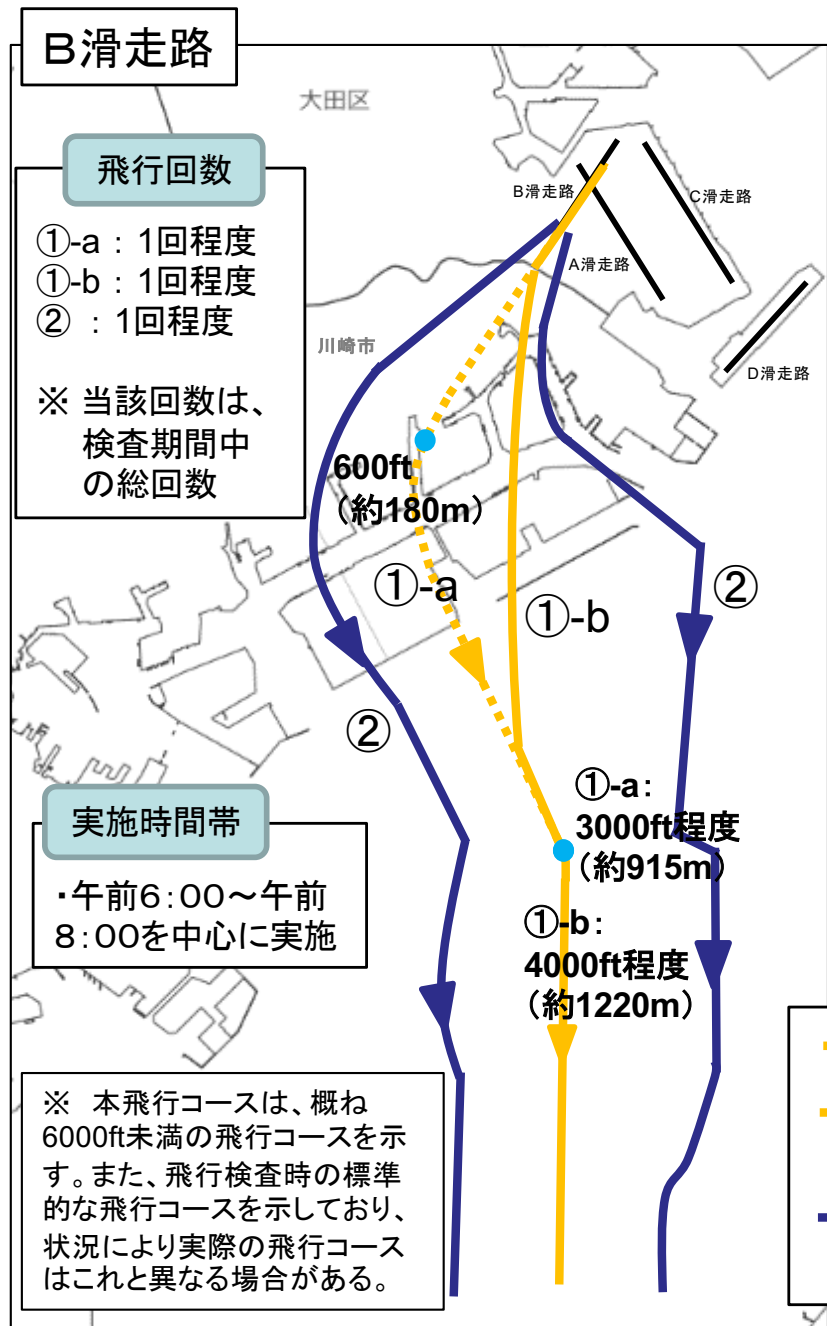 B滑走路
大田区
飛行回数
①-a : 1回程度
①-b : 1回程度
② : 1回程度
※ 当該回数は、
検査期間中
の総回数
B滑走路
C滑走路
A滑走路
D滑走路
川崎市
600ft
(約180m)
①-a
①-b
②
②
実施時間帯
・午前6:00~午前
8:00を中心に実施
①-a:
3000ft程度
(約915m)
①-b:
4000ft程度
(約1220m)
※ 本飛行コースは、概ね
6000ft未満の飛行コースを示
す。また、飛行検査時の標準
的な飛行コースを示しており、
状況により実際の飛行コース
はこれと異なる場合がある。